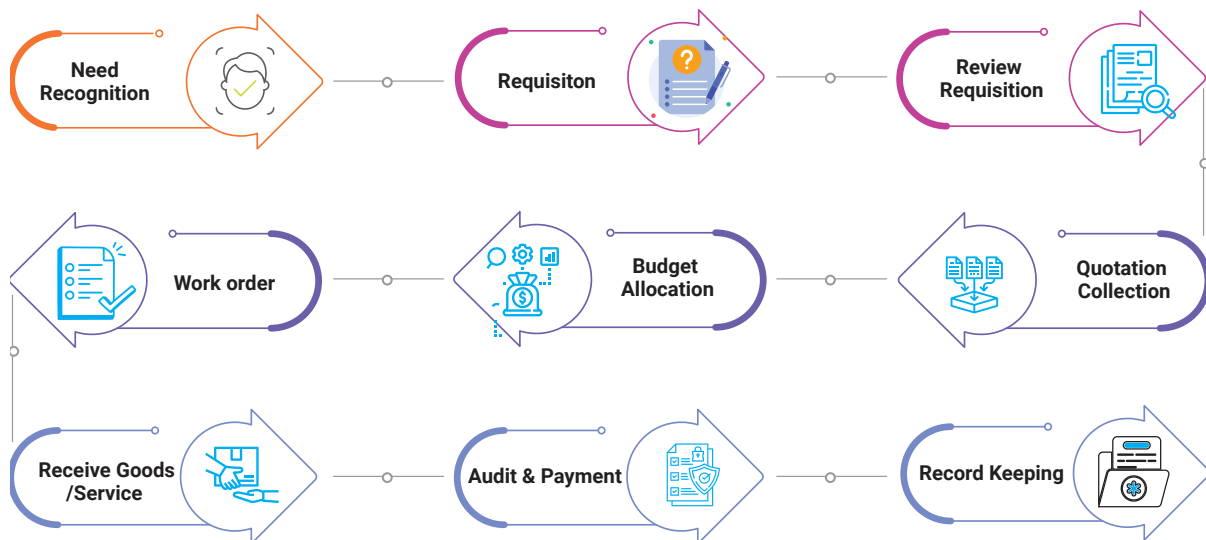 Need
Recognition
Requisiton
Review
Requisition
Work order
Budget
Allocation
Quotation
Collection
Receive Goods
/Service
Audit & Payment
Record Keeping